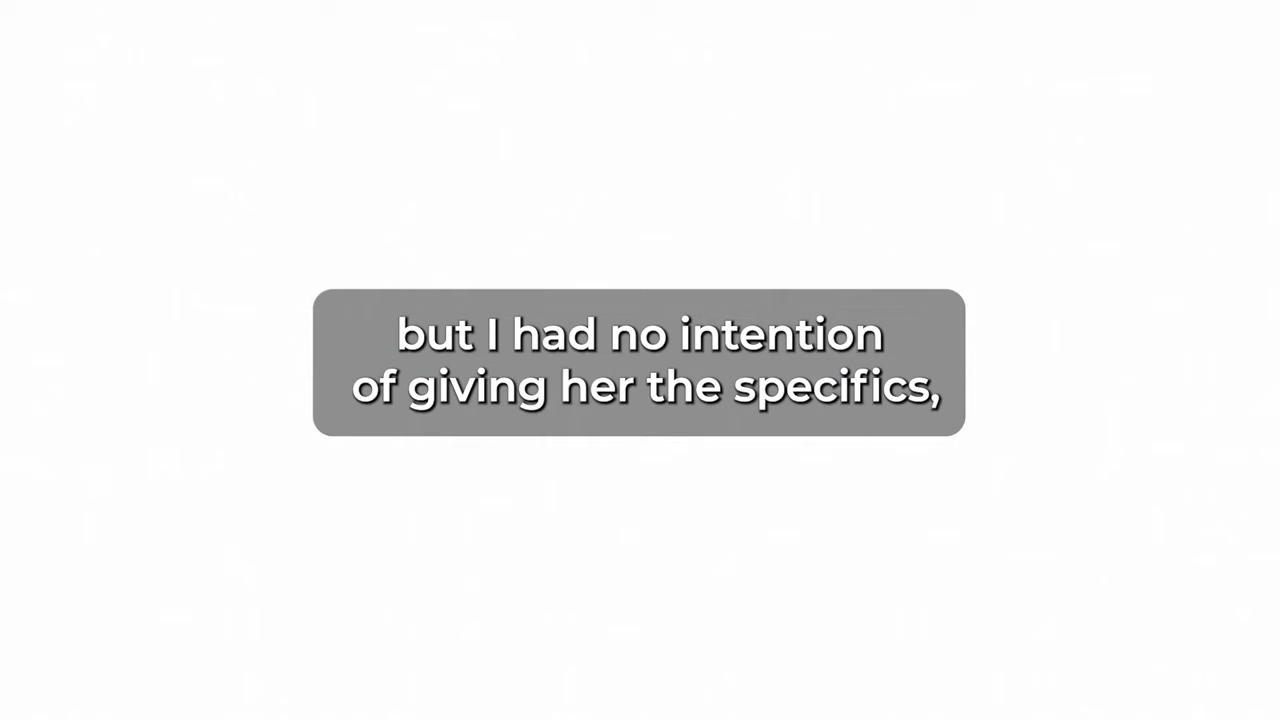 but I had no intention
of giving her the specifics,